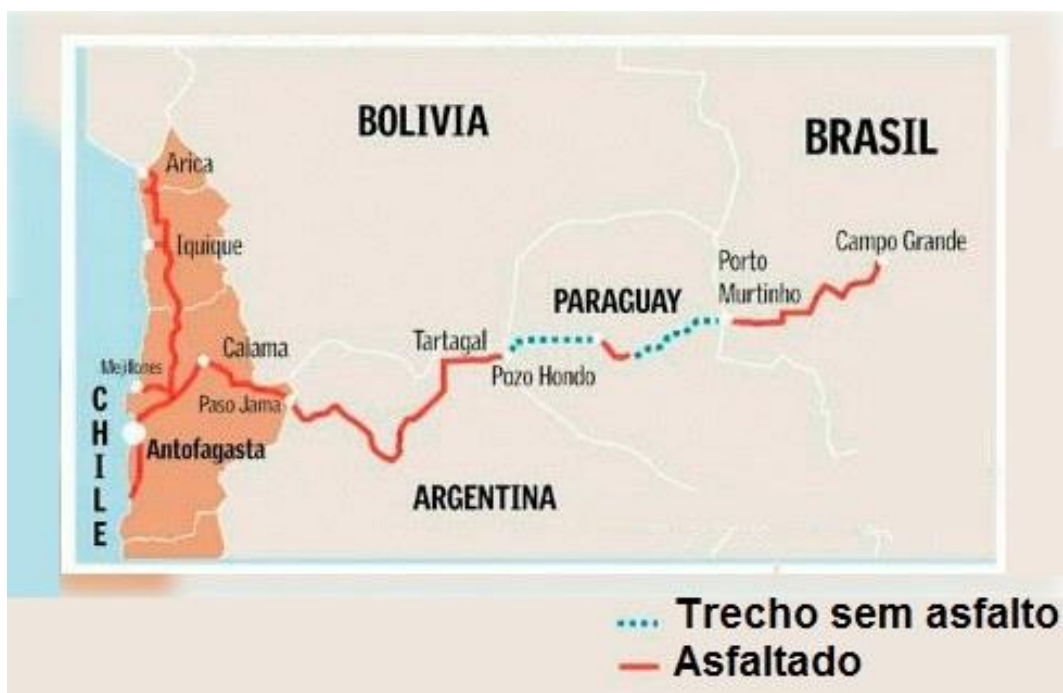 BOLIVIA
BRASIL
Arica
Iquique
Campo Grande
Porto
Murtinho
PARAGUAY
Tartagal
Pozo Hondo
Calama
Mejillones
Paso Jama
CHILE
Antofagasta
ARGENTINA
Trecho sem asfalto
Asfaltado